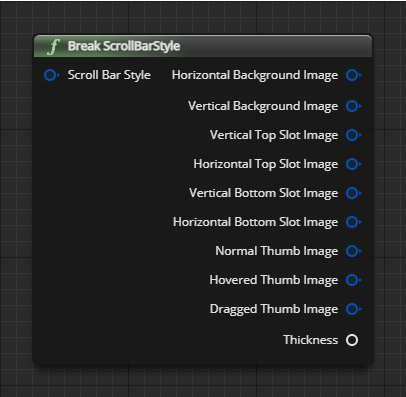 Break ScrollBarStyle
Scroll Bar Style Horizontal Background Image
Vertical Background Image
Vertical Top Slot Image
Horizontal Top Slot Image
Vertical Bottom Slot Image
Horizontal Bottom Slot Image
Normal Thumb Image
Hovered Thumb Image
Dragged Thumb Image
Thickness